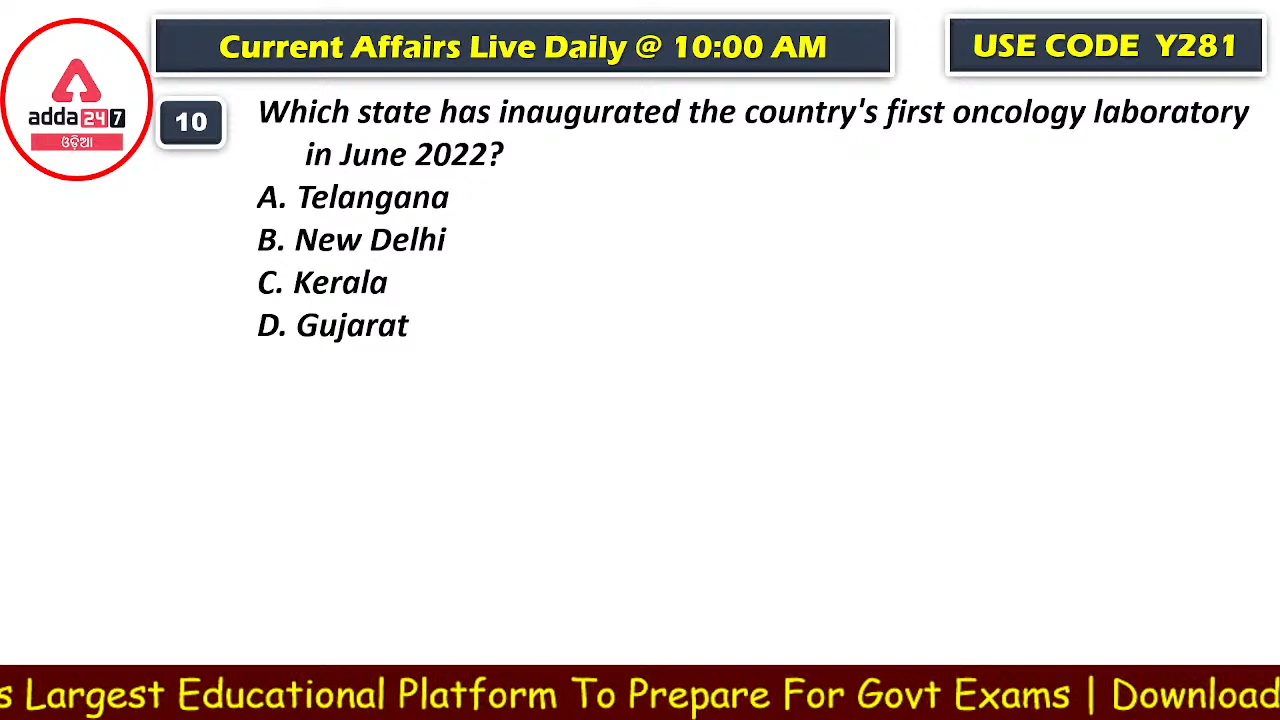 Current Affairs Live Daily @ 10:00 AM
USE CODE Y281
adda247
ଓଡ଼ିଆ
10
Which state has inaugurated the country's first oncology laboratory
in June 2022?
A. Telangana
B. New Delhi
C. Kerala
D. Gujarat
s Largest Educational Platform To Prepare For Govt Exams | Download